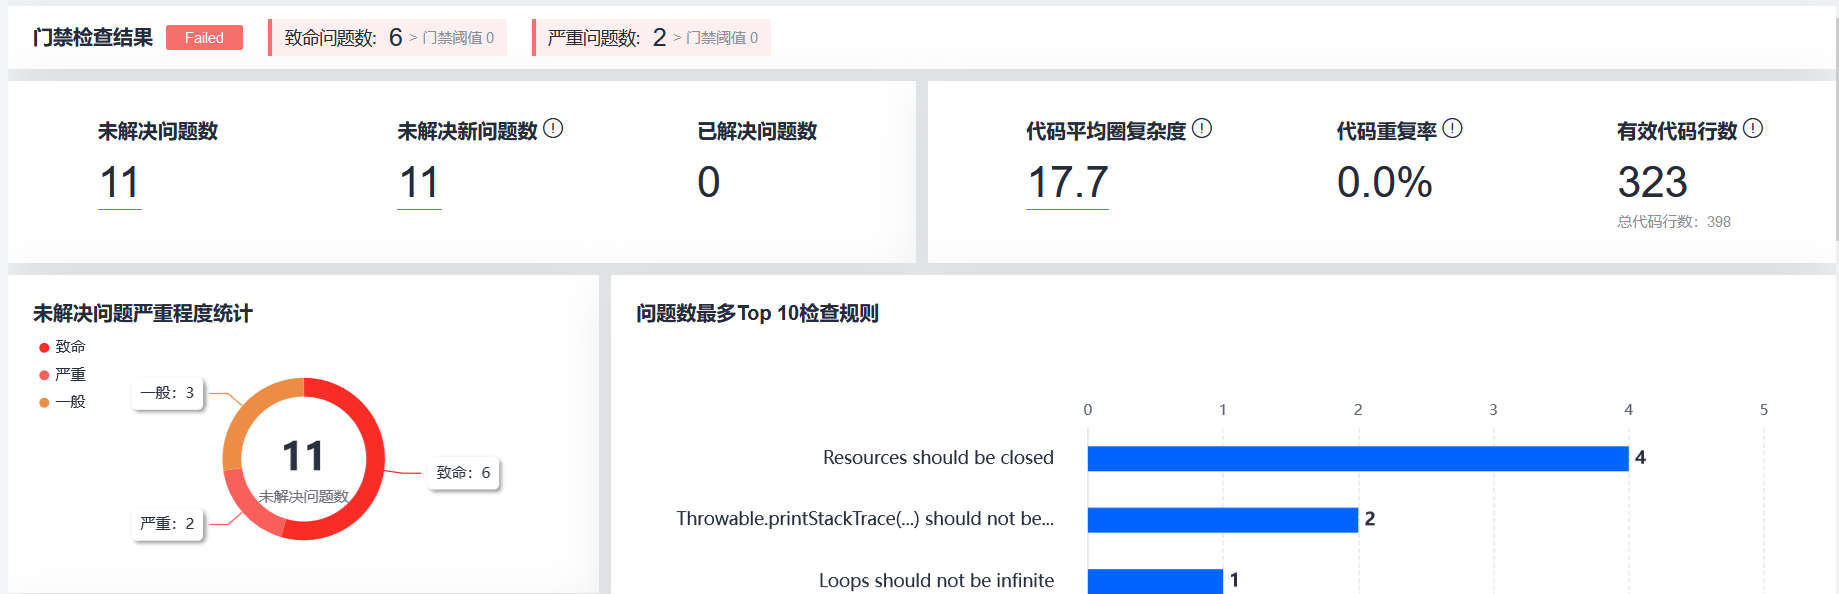 门禁检查结果 Failed 致命问题数: 6 > 门禁阈值 0 严重问题数: 2 > 门禁阈值 0
未解决问题数 未解决新问题数 已解决问题数
11 11 0
代码平均圈复杂度 代码重复率 有效代码行数
17.7 0.0% 323
总代码行数: 398
未解决问题严重程度统计
致命
严重
一般
一般: 3
11
未解决问题数
致命: 6
严重: 2
问题数最多Top 10检查规则
0 1 2 3 4 5
Resources should be closed 4
Throwable.printStackTrace(...) should not be... 2
Loops should not be infinite 1